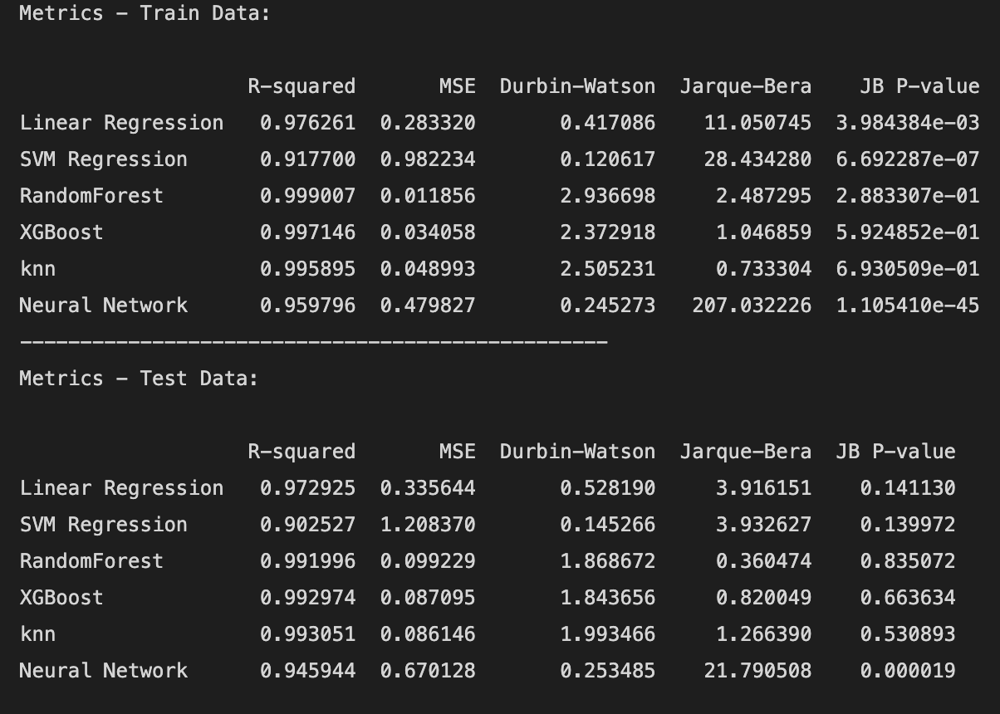 Metrics - Train Data:
R-squared MSE Durbin-Watson Jarque-Bera JB P-value
Linear Regression 0.976261 0.283320 0.417086 11.050745 3.984384e-03
SVM Regression 0.917700 0.982234 0.120617 28.434280 6.692287e-07
RandomForest 0.999007 0.011856 2.936698 2.487295 2.883307e-01
XGBoost 0.997146 0.034058 2.372918 1.046859 5.924852e-01
knn 0.995895 0.048993 2.505231 0.733304 6.930509e-01
Neural Network 0.959796 0.479827 0.245273 207.032226 1.105410e-45
-------------------------------------------------
Metrics - Test Data:
R-squared MSE Durbin-Watson Jarque-Bera JB P-value
Linear Regression 0.972925 0.335644 0.528190 3.916151 0.141130
SVM Regression 0.902527 1.208370 0.145266 3.932627 0.139972
RandomForest 0.991996 0.099229 1.868672 0.360474 0.835072
XGBoost 0.992974 0.087095 1.843656 0.820049 0.663634
knn 0.993051 0.086146 1.993466 1.266390 0.530893
Neural Network 0.945944 0.670128 0.253485 21.790508 0.000019